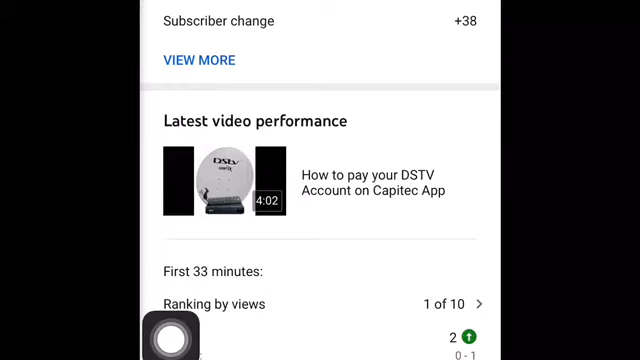 Subscriber change +38
VIEW MORE
Latest video performance
DSTV
4:02
How to pay your DSTV
Account on Capitec App
First 33 minutes:
Ranking by views 1 of 10
2
0 - 1